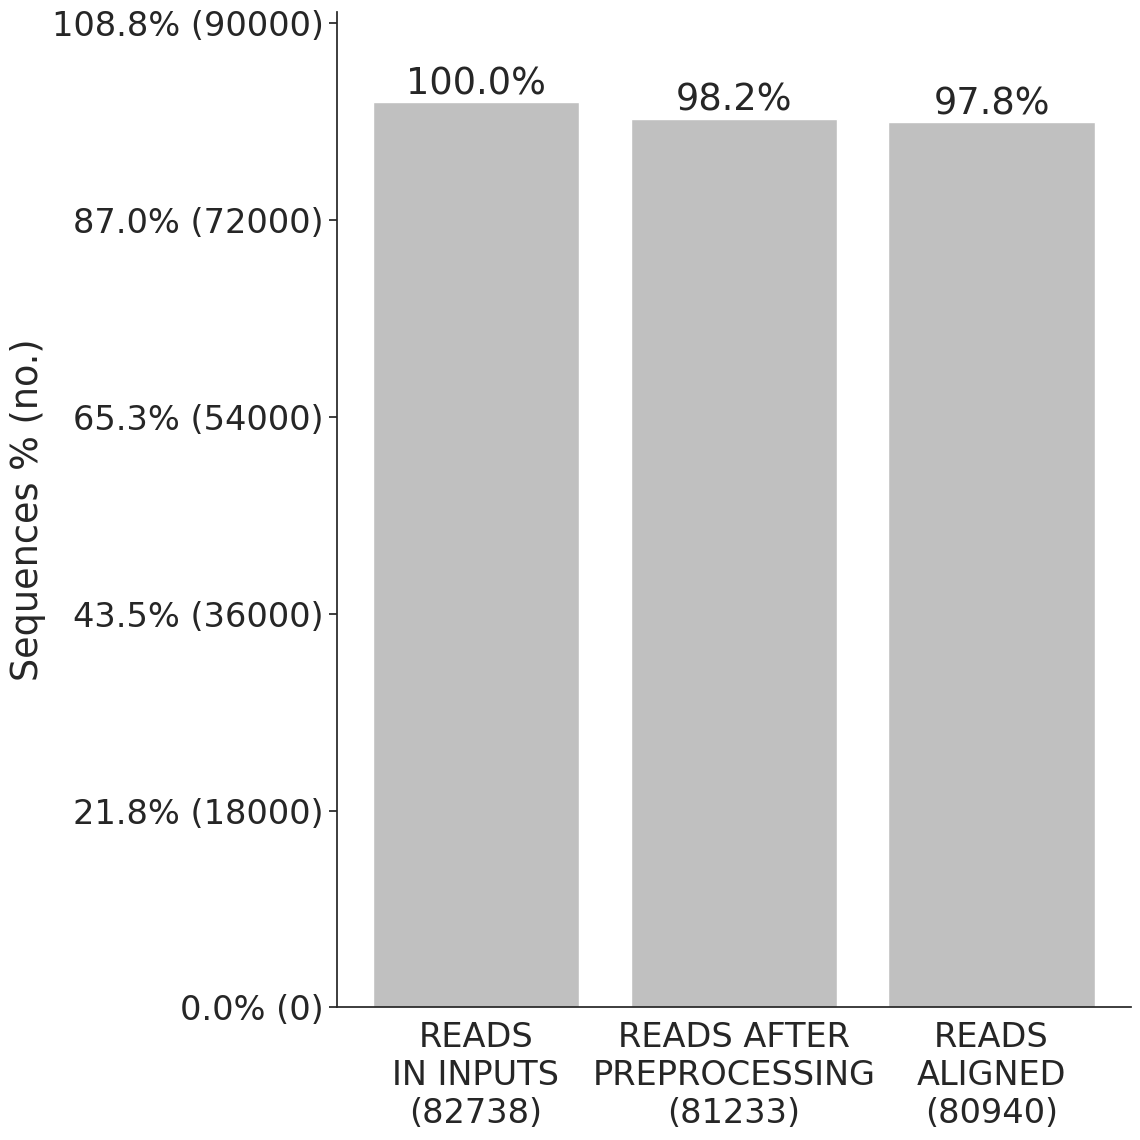 Sequences % (no.)
108.8% (90000)
87.0% (72000)
65.3% (54000)
43.5% (36000)
21.8% (18000)
0.0% (0)
100.0%
98.2%
97.8%
READS
IN INPUTS
(82738)
READS AFTER
PREPROCESSING
(81233)
READS
ALIGNED
(80940)